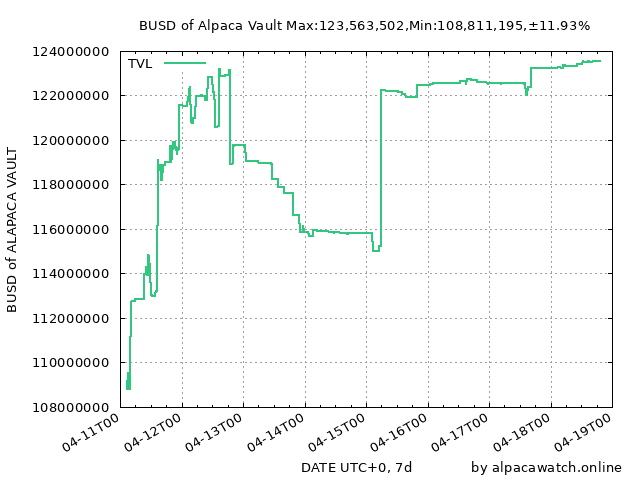 BUSD of Alpaca Vault Max:123,563,502,Min:108,811,195,±11.93%
TVL
124000000
122000000
120000000
118000000
116000000
114000000
112000000
110000000
108000000
BUSD of ALAPACA VAULT
04-11T00
04-12T00
04-13T00
04-14T00
04-15T00
04-16T00
04-17T00
04-18T00
04-19T00
DATE UTC+0, 7d
by alpacawatch.online